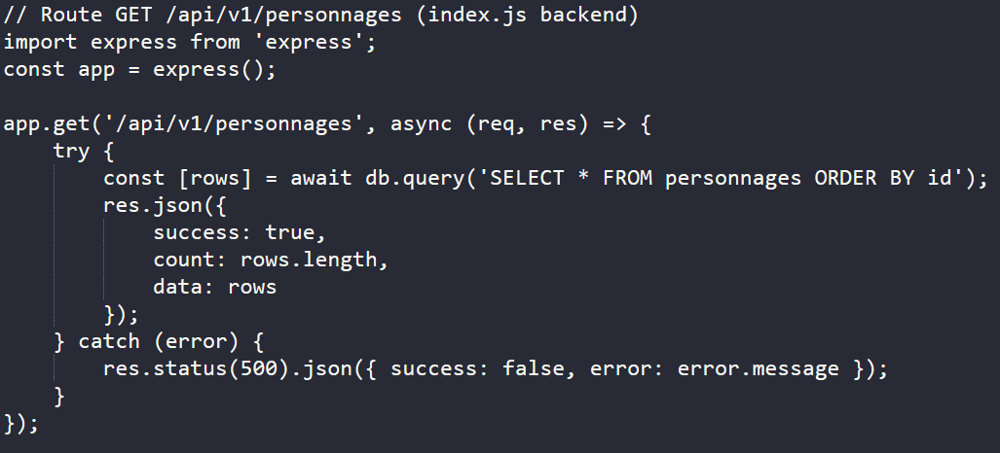 // Route GET /api/v1/personnages (index.js backend)
import express from 'express';
const app = express();

app.get('/api/v1/personnages', async (req, res) => {
    try {
        const [rows] = await db.query('SELECT * FROM personnages ORDER BY id');
        res.json({
            success: true,
            count: rows.length,
            data: rows
        });
    } catch (error) {
        res.status(500).json({ success: false, error: error.message });
    }
});